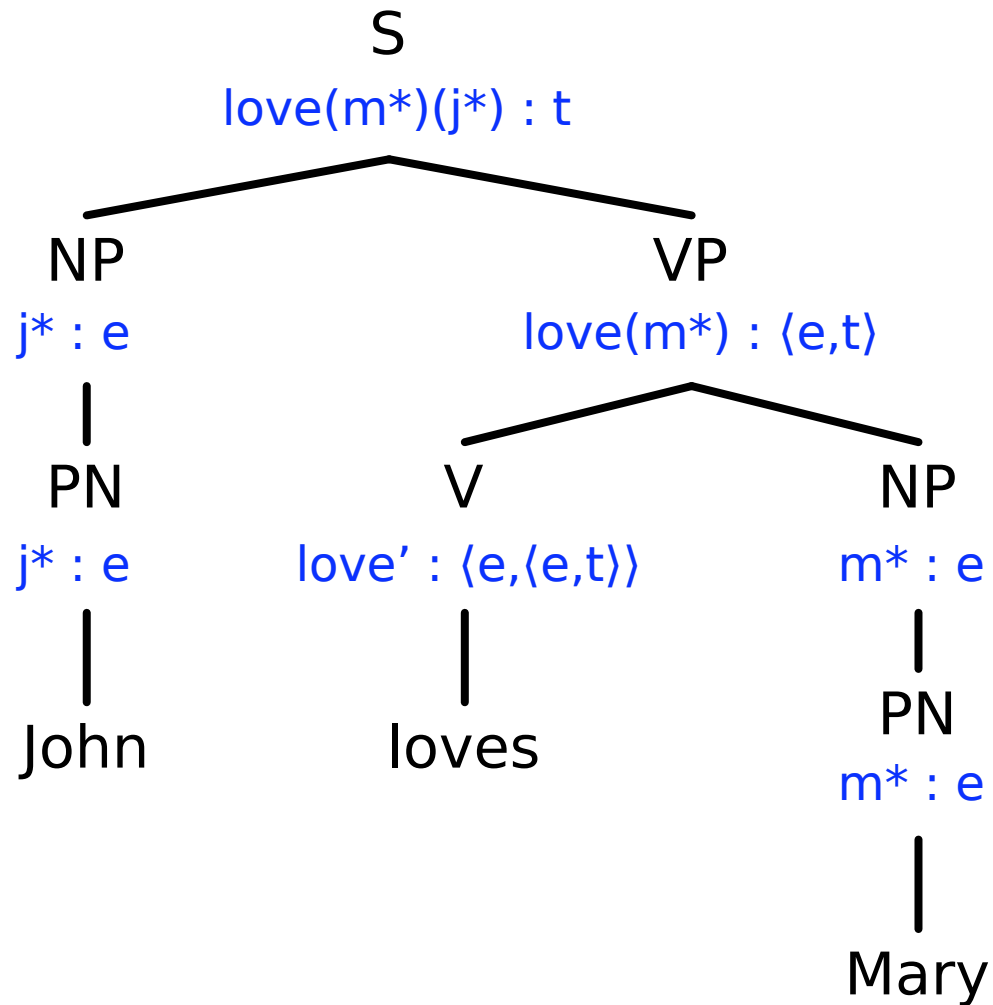 S
love(m*)(j*) : t
NP VP
j* : e love(m*) : ⟨e,t⟩
PN V NP
j* : e love’ : ⟨e,⟨e,t⟩⟩ m* : e
PN
John loves
m* : e
Mary